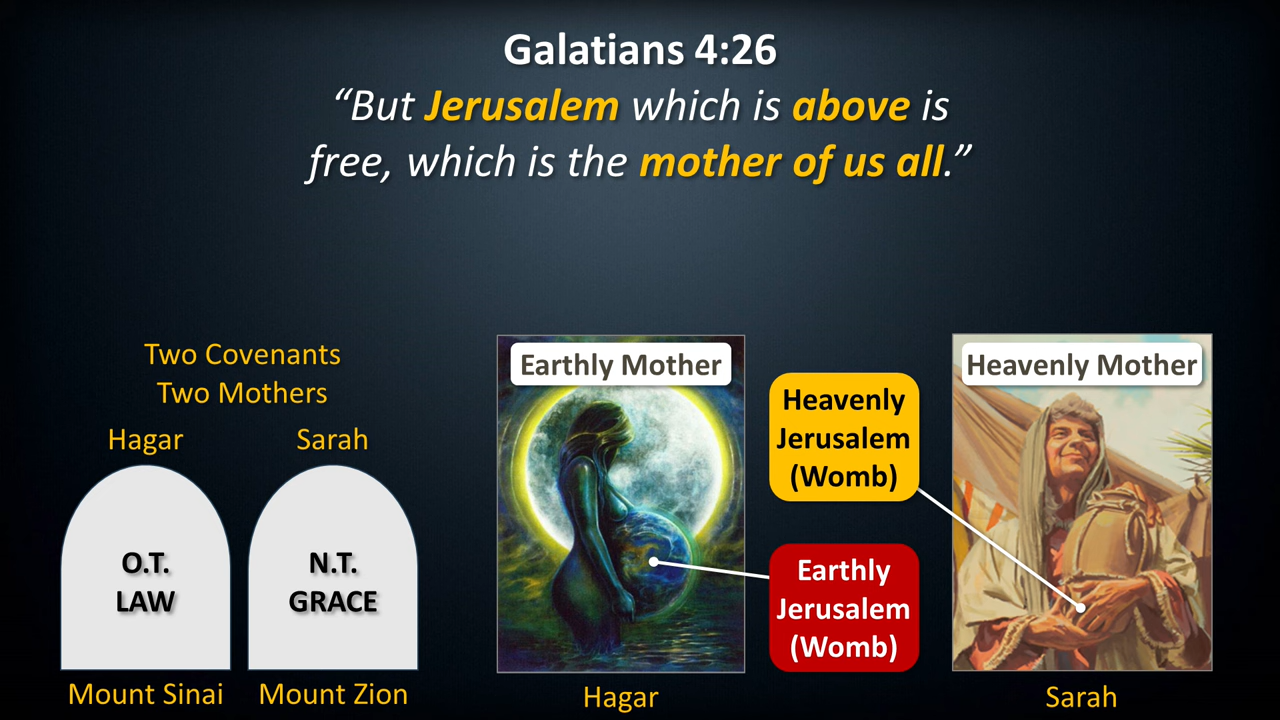 Galatians 4:26
“But Jerusalem which is above is
free, which is the mother of us all.”
Two Covenants
Two Mothers
Hagar
Sarah
O.T.
LAW
N.T.
GRACE
Mount Sinai
Mount Zion
Earthly Mother
Hagar
Heavenly
Jerusalem
(Womb)
Earthly
Jerusalem
(Womb)
Heavenly Mother
Sarah